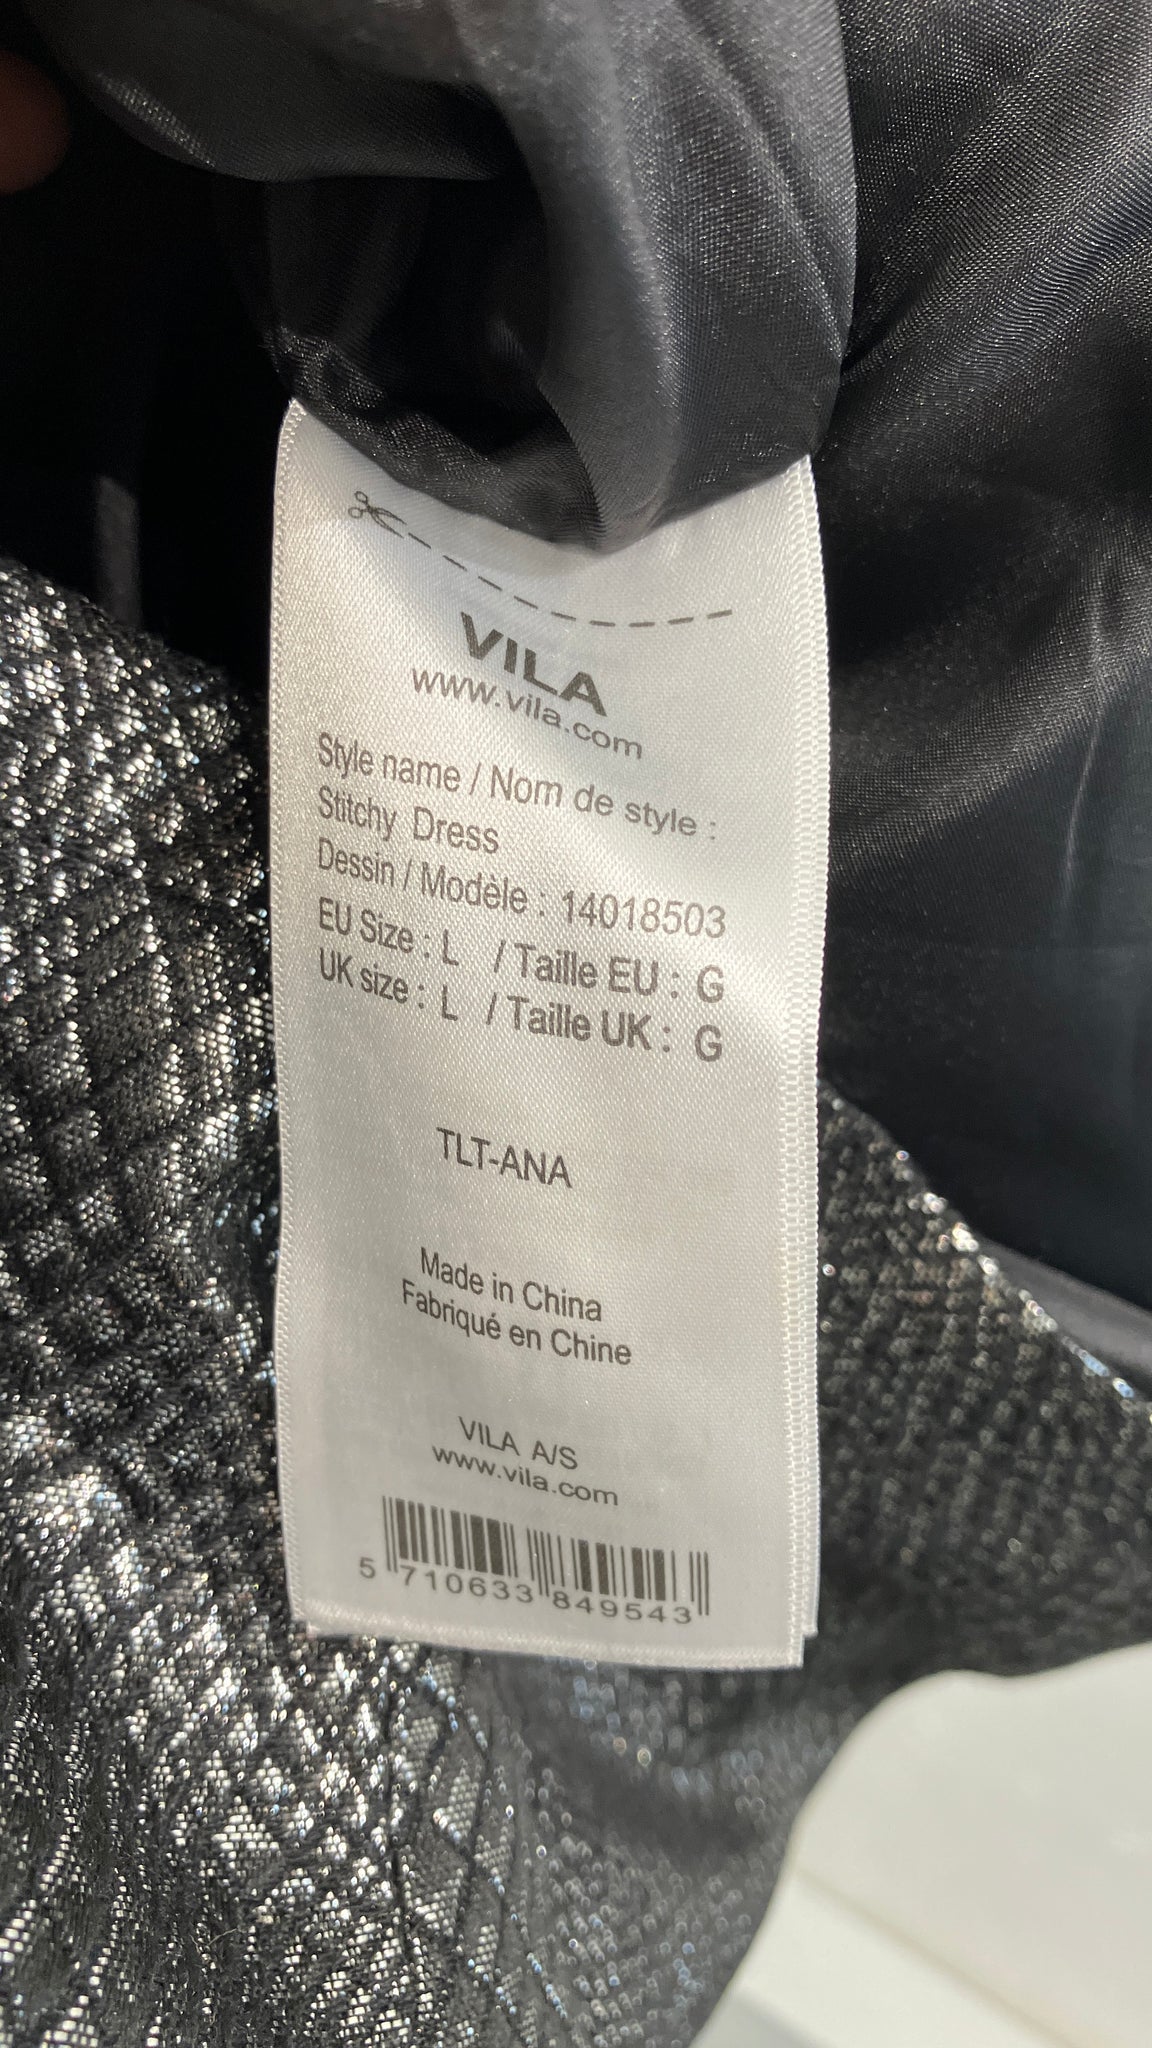 VILA
www.vila.com
Style name / Nom de style :
Stitchy Dress
Dessin / Modèle : 14018503
EU Size : L / Taille EU : G
UK size : L / Taille UK : G
TLT-ANA
Made in China
Fabriqué en Chine
VILA A/S
www.vila.com
5 710633 849543